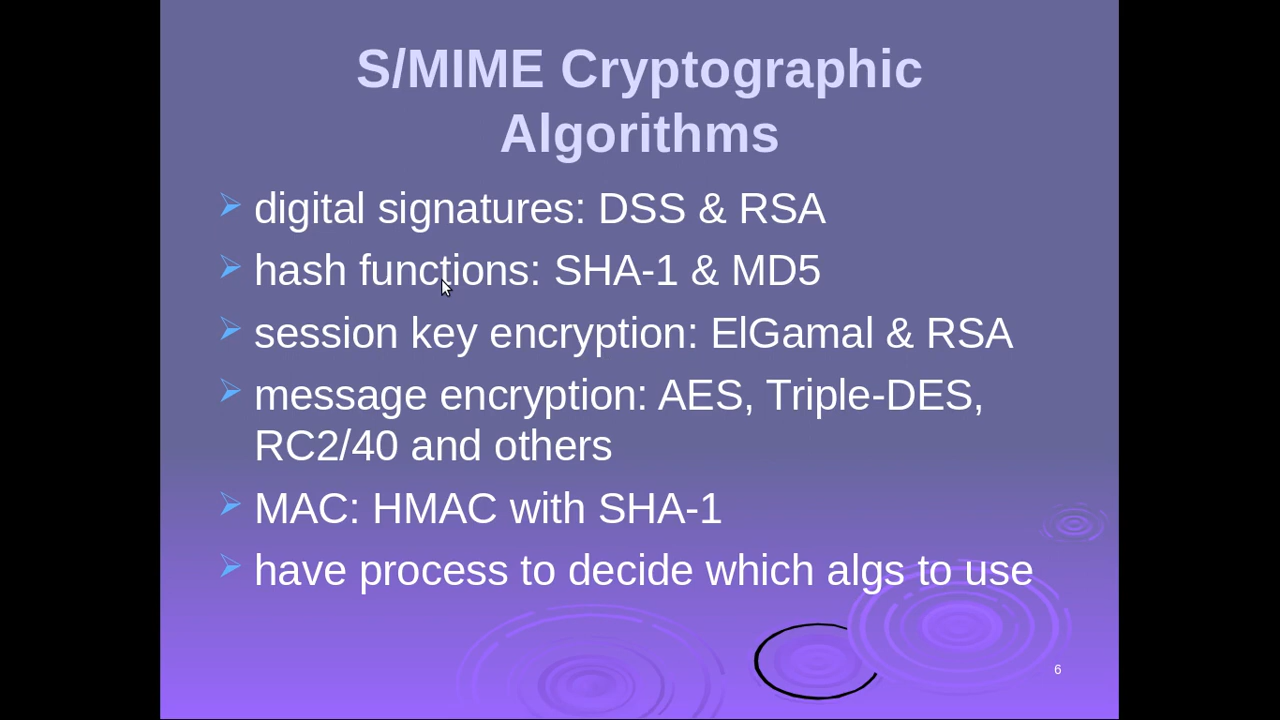 S/MIME Cryptographic
Algorithms
digital signatures: DSS & RSA
hash functions: SHA-1 & MD5
session key encryption: ElGamal & RSA
message encryption: AES, Triple-DES,
RC2/40 and others
MAC: HMAC with SHA-1
have process to decide which algs to use
6